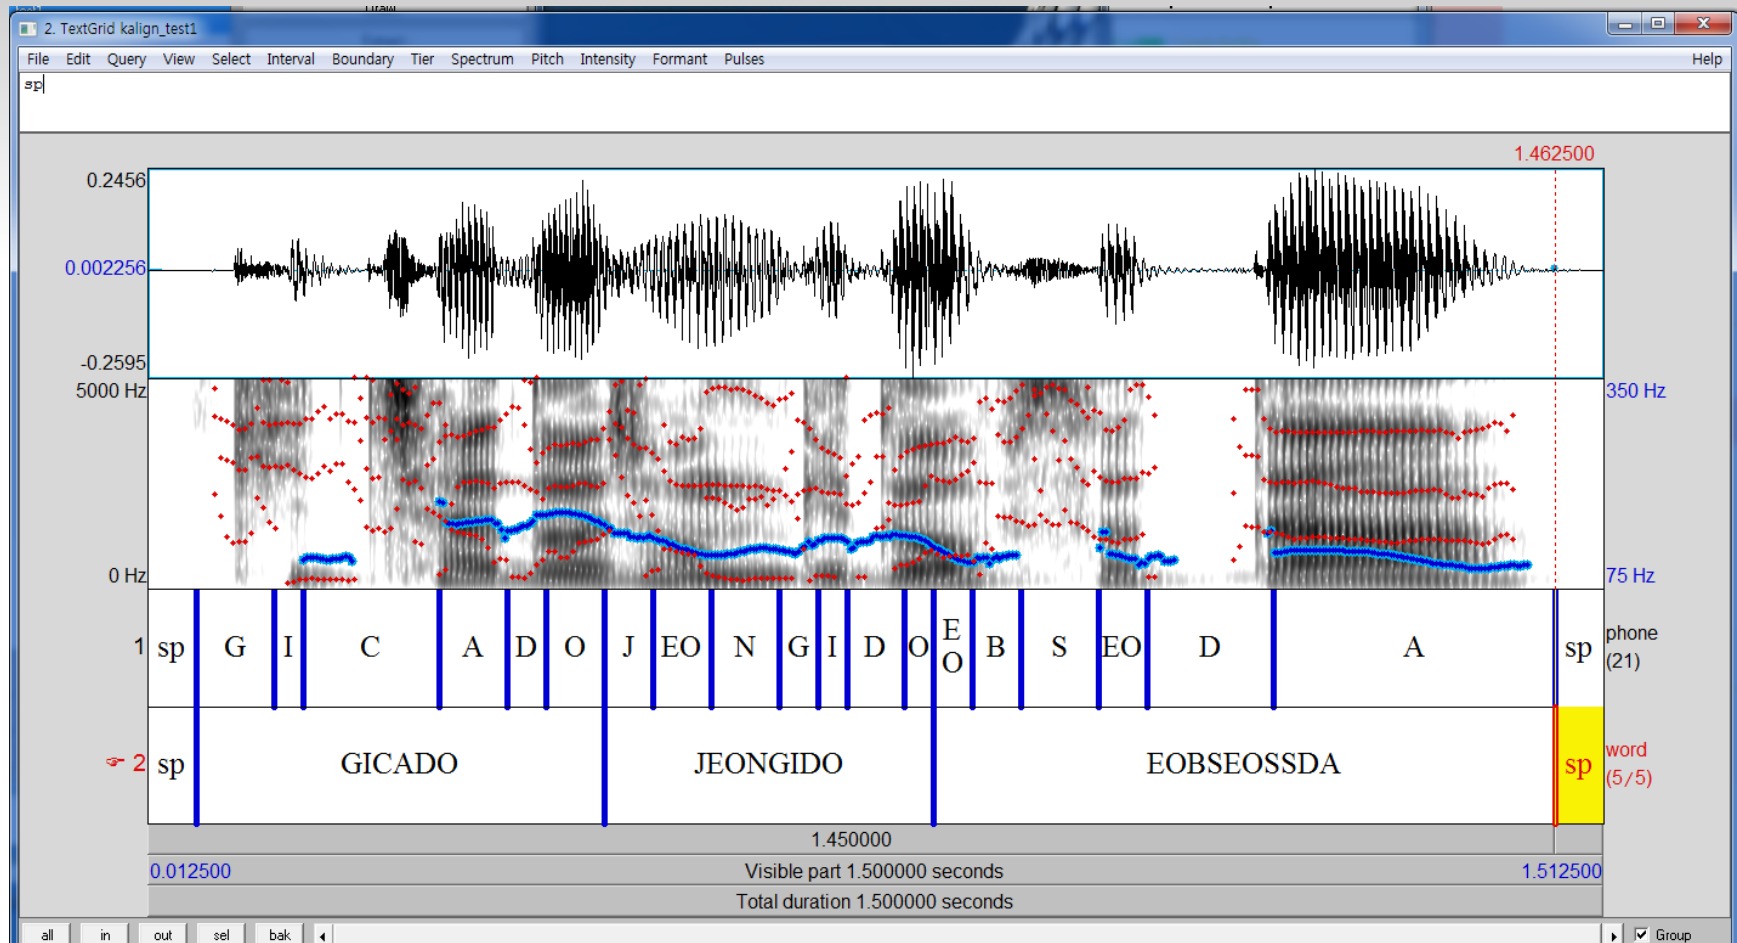 2. TextGrid kalign_test1
File Edit Query View Select Interval Boundary Tier Spectrum Pitch Intensity Formant Pulses Help
sp
1.462500
0.2456
0.002256
-0.2595
5000 Hz 350 Hz
0 Hz 75 Hz
1 sp G I C A D O J EO N G I D O EO B S EO D A sp phone (21)
2 sp GICADO JEONGIDO EOBSEOSSDA sp word (5/5)
1.450000
0.012500 Visible part 1.500000 seconds 1.512500
Total duration 1.500000 seconds
all in out sel bak Group